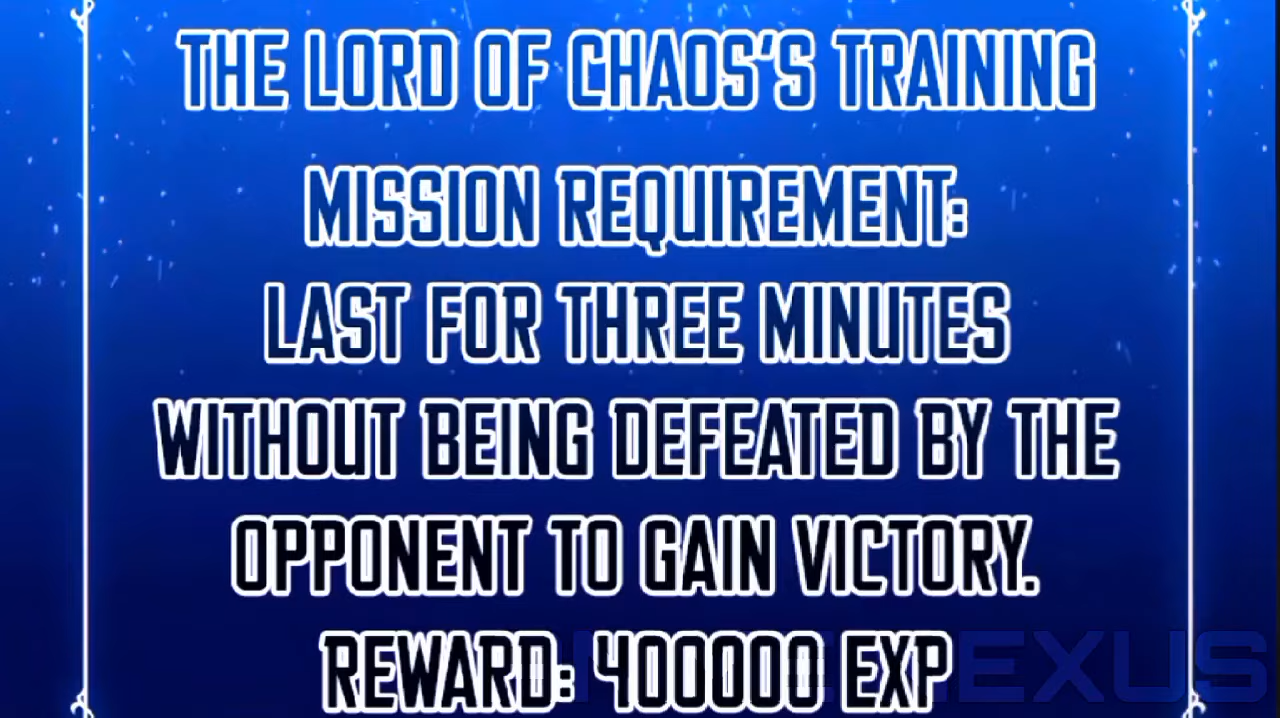 THE LORD OF CHAOS'S TRAINING
MISSION REQUIREMENT:
LAST FOR THREE MINUTES
WITHOUT BEING DEFEATED BY THE
OPPONENT TO GAIN VICTORY.
REWARD: 400000 EXP